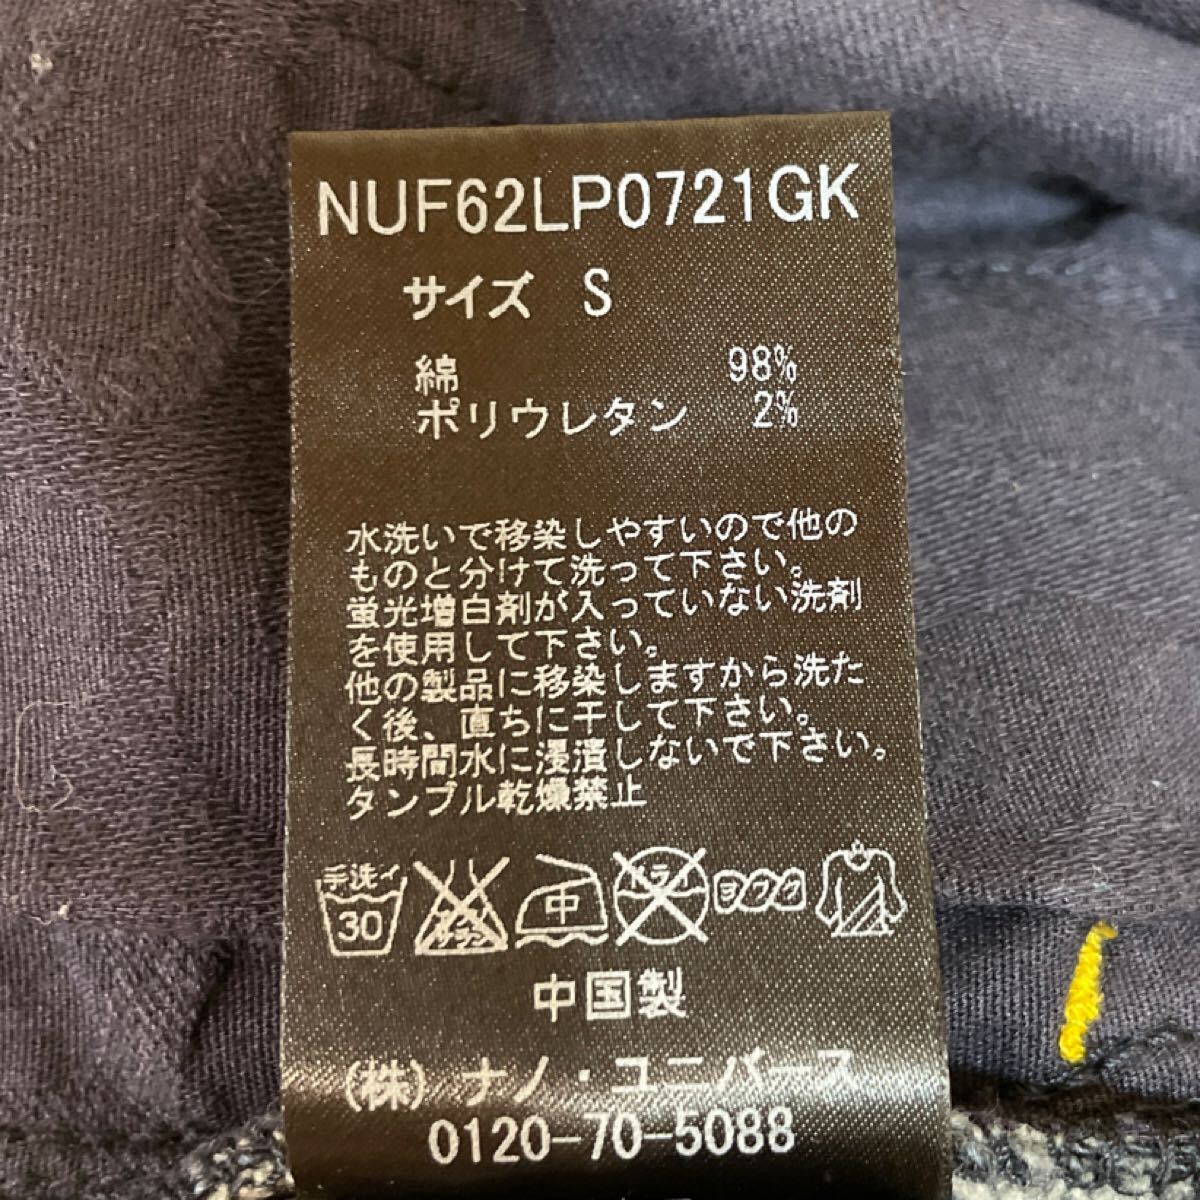 NUF62LP0721GK
サイズ S
綿 98%
ポリウレタン 2%
水洗いで移染しやすいので他の
ものと分けて洗って下さい。
蛍光増白剤が入っていない洗剤
を使用して下さい。
他の製品に移染しますから洗た
く後、直ちに干して下さい。
長時間水に浸漬しないで下さい。
タンブル乾燥禁止
手洗イ 30 エンソサラシ 中 ドライ ヨワク
中国製
(株)ナノ・ユニバース
0120-70-5088